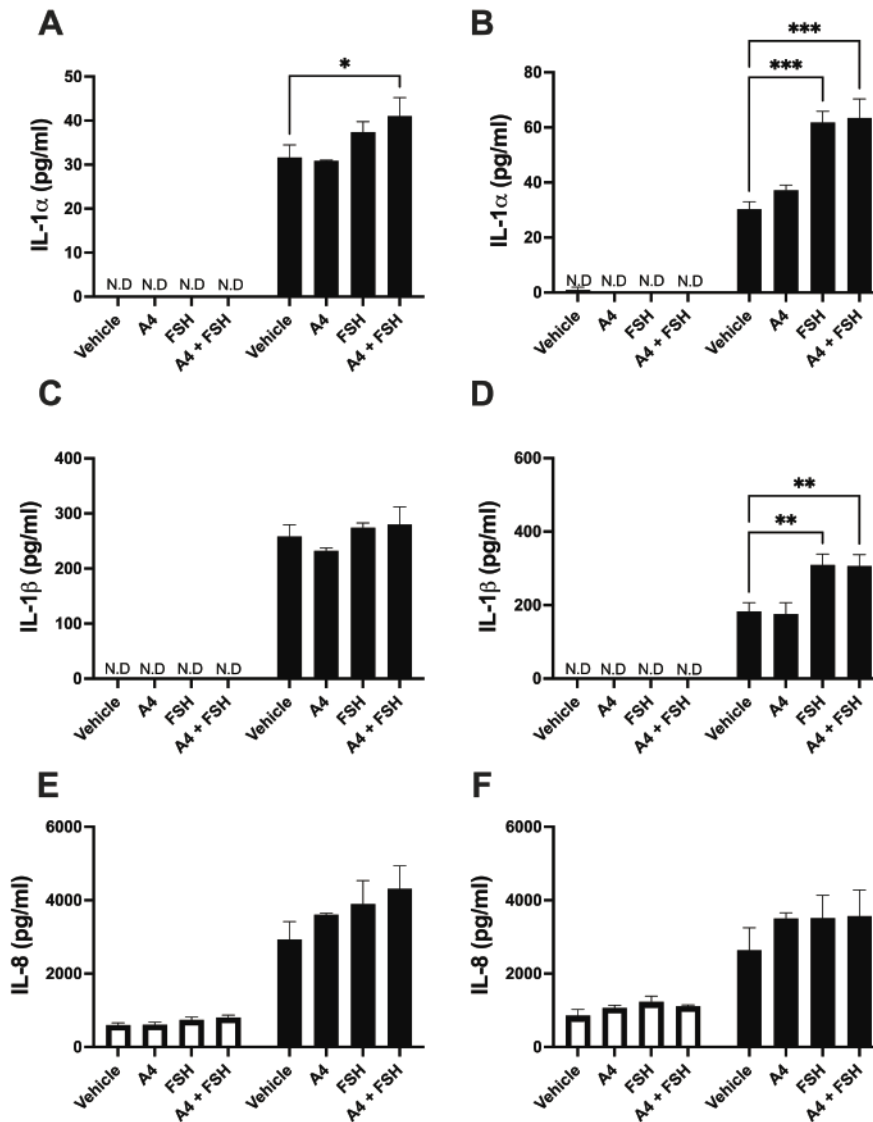 A
IL-1α (pg/ml)
50
40
30
20
10
0
*
N.D N.D N.D N.D
Vehicle A4 FSH A4 + FSH Vehicle A4 FSH A4 + FSH
B
IL-1α (pg/ml)
80
60
40
20
0
***
***
N.D N.D N.D N.D
Vehicle A4 FSH A4 + FSH Vehicle A4 FSH A4 + FSH
C
IL-1β (pg/ml)
400
300
200
100
0
N.D N.D N.D N.D
Vehicle A4 FSH A4 + FSH Vehicle A4 FSH A4 + FSH
D
IL-1β (pg/ml)
600
400
200
0
**
**
N.D N.D N.D N.D
Vehicle A4 FSH A4 + FSH Vehicle A4 FSH A4 + FSH
E
IL-8 (pg/ml)
6000
4000
2000
0
Vehicle A4 FSH A4 + FSH Vehicle A4 FSH A4 + FSH
F
IL-8 (pg/ml)
6000
4000
2000
0
Vehicle A4 FSH A4 + FSH Vehicle A4 FSH A4 + FSH